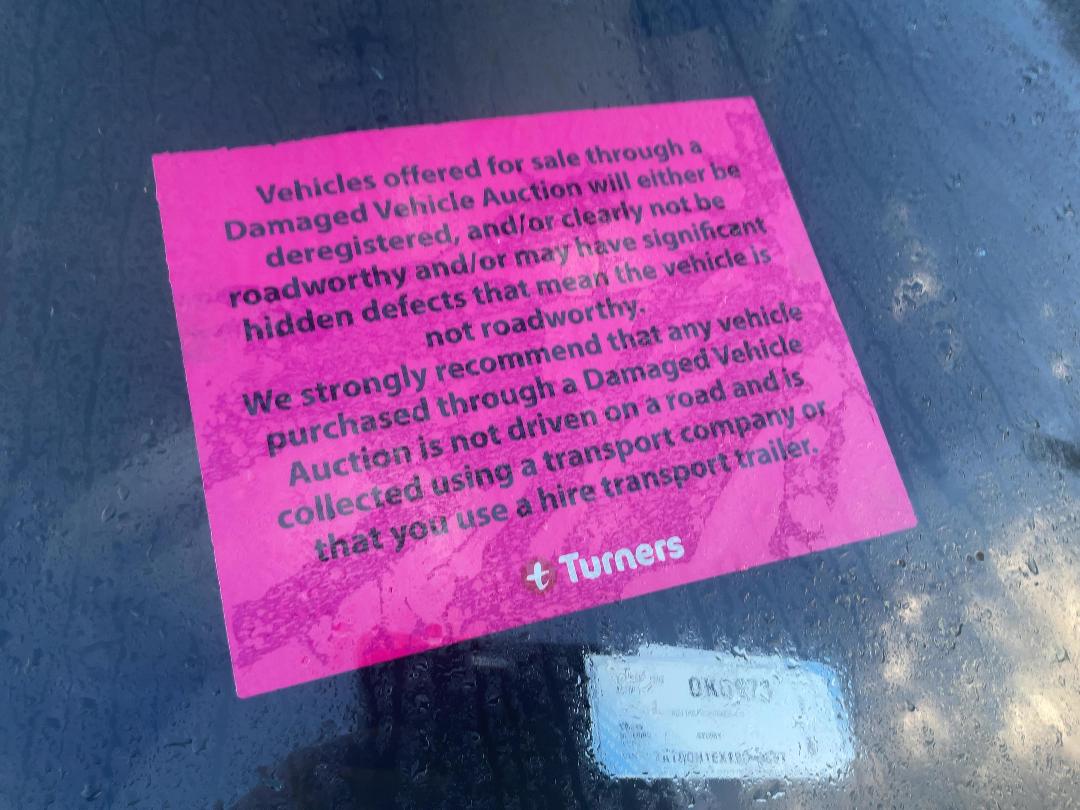 Vehicles offered for sale through a
Damaged Vehicle Auction will either be
deregistered, and/or clearly not be
roadworthy and/or may have significant
hidden defects that mean the vehicle is
not roadworthy.
We strongly recommend that any vehicle
purchased through a Damaged Vehicle
Auction is not driven on a road and is
collected using a transport company or
that you use a hire transport trailer.
t Turners